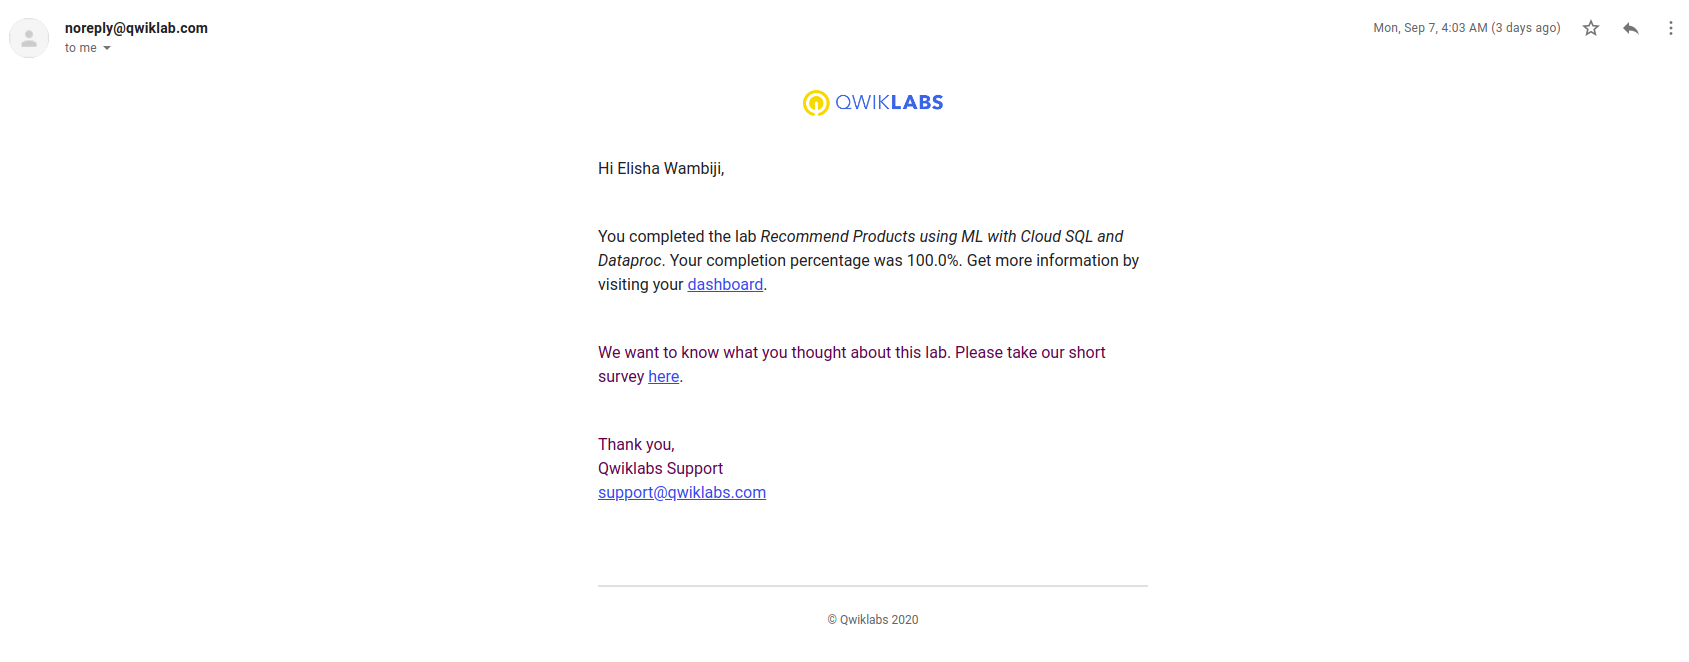 noreply@qwiklab.com
Mon, Sep 7, 4:03 AM (3 days ago)
to me
QWIKLABS
Hi Elisha Wambiji,
You completed the lab Recommend Products using ML with Cloud SQL and
Dataproc. Your completion percentage was 100.0%. Get more information by
visiting your dashboard.
We want to know what you thought about this lab. Please take our short
survey here.
Thank you,
Qwiklabs Support
support@qwiklabs.com
© Qwiklabs 2020